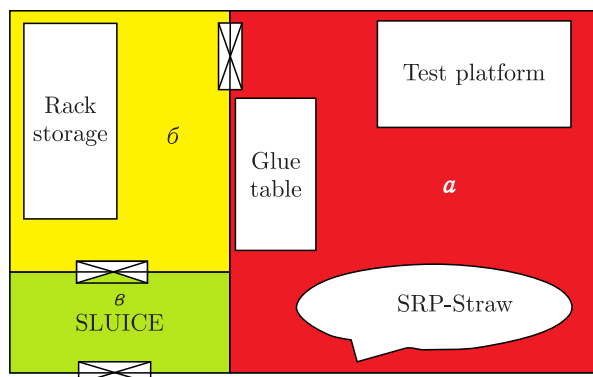 Rack
storage
б
Test platform
Glue
table
а
в
SLUICE
SRP-Straw